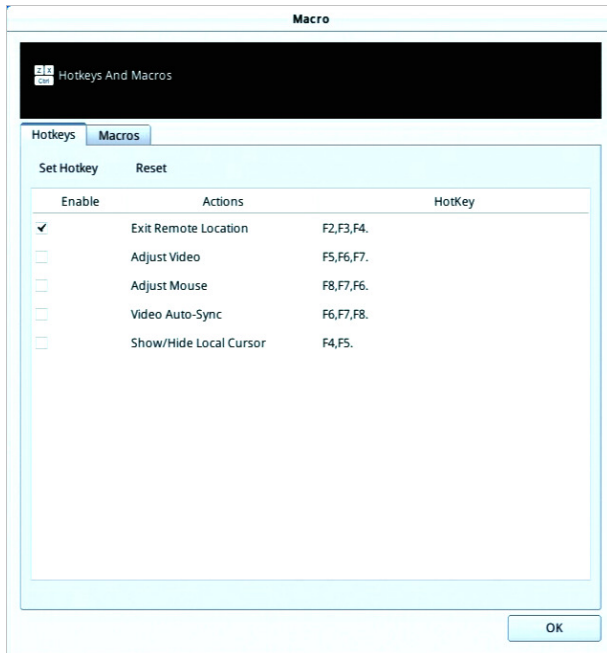 Macro
Z X
Ctrl
Hotkeys And Macros
Hotkeys Macros
Set Hotkey Reset
Enable Actions HotKey
Exit Remote Location F2,F3,F4.
Adjust Video F5,F6,F7.
Adjust Mouse F8,F7,F6.
Video Auto-Sync F6,F7,F8.
Show/Hide Local Cursor F4,F5.
OK